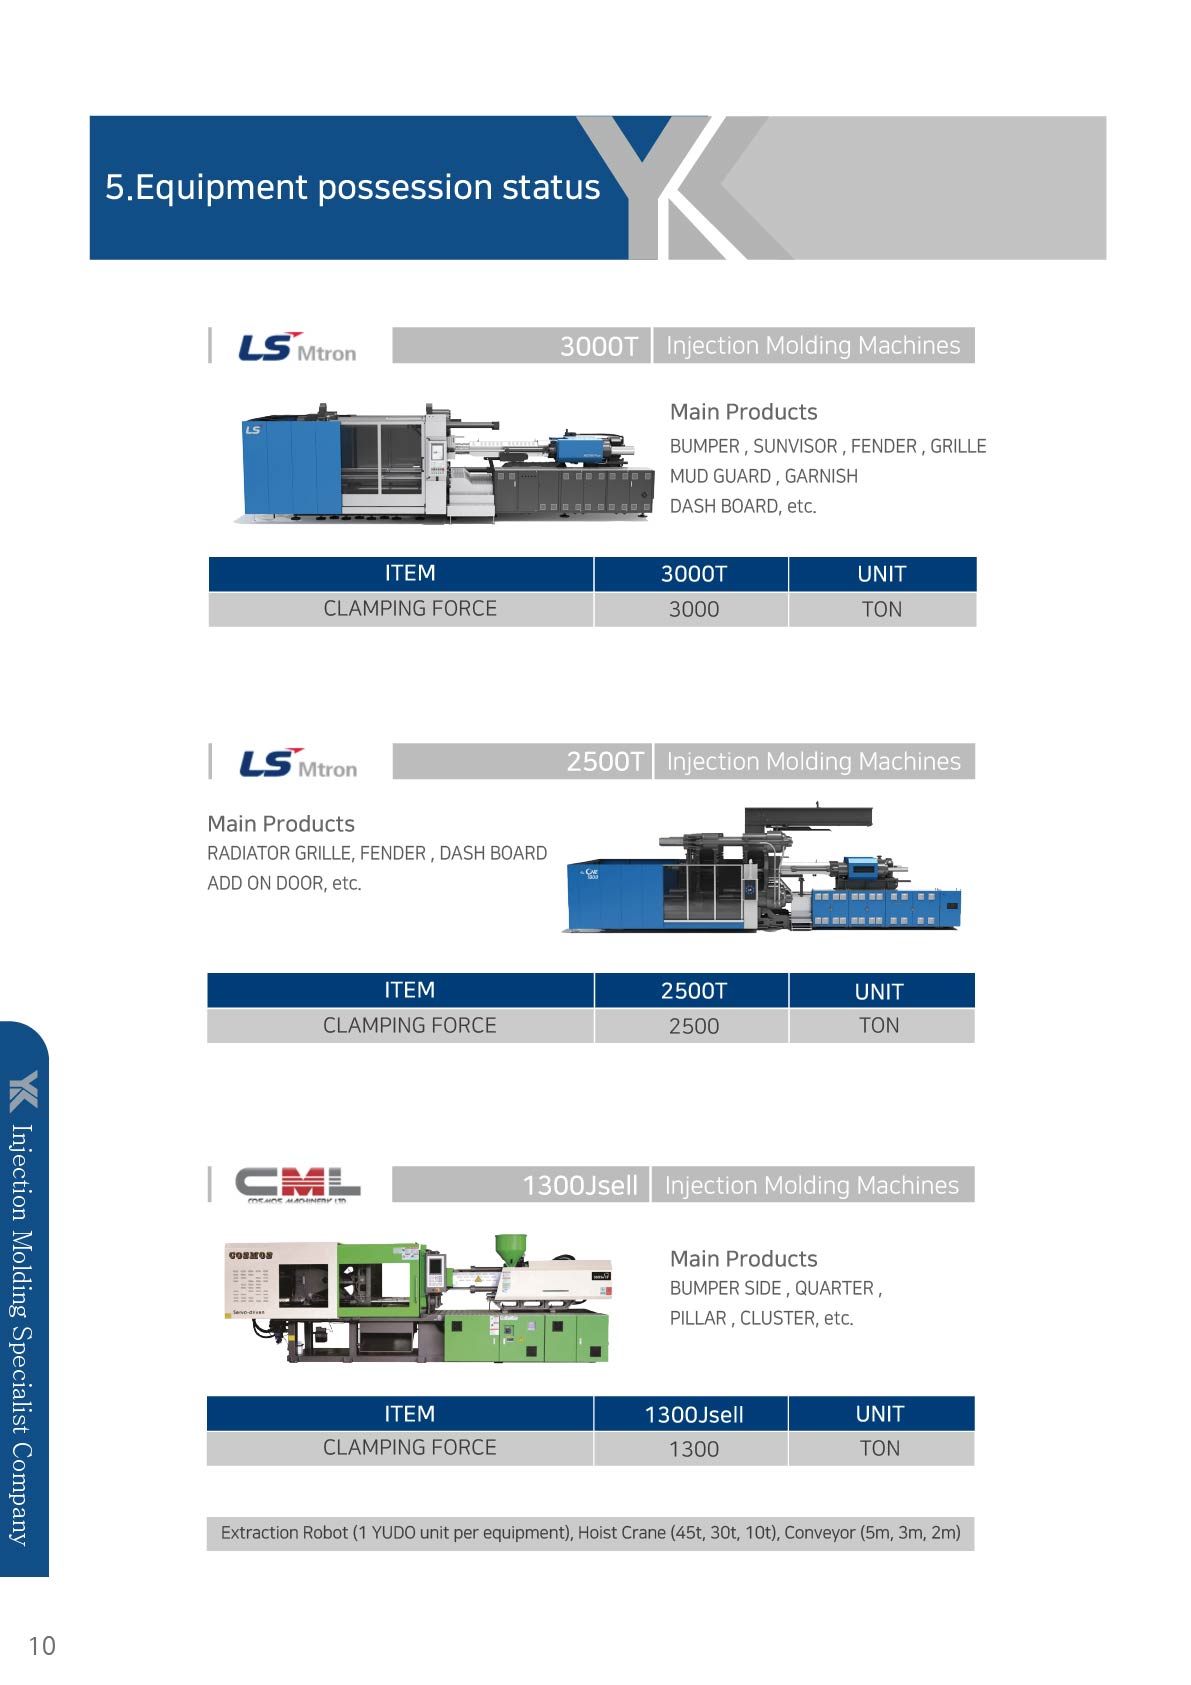 5.Equipment possession status
LS Mtron
3000T Injection Molding Machines
LS
Main Products
BUMPER , SUNVISOR , FENDER , GRILLE
MUD GUARD , GARNISH
DASH BOARD, etc.
ITEM 3000T UNIT
CLAMPING FORCE 3000 TON
LS Mtron
2500T Injection Molding Machines
Main Products
RADIATOR GRILLE, FENDER , DASH BOARD
ADD ON DOOR, etc.
ITEM 2500T UNIT
CLAMPING FORCE 2500 TON
CML
COSMOS MACHINERY LTD.
1300Jsell Injection Molding Machines
COSMOS
Servo-driven
Main Products
BUMPER SIDE , QUARTER ,
PILLAR , CLUSTER, etc.
ITEM 1300Jsell UNIT
CLAMPING FORCE 1300 TON
Extraction Robot (1 YUDO unit per equipment), Hoist Crane (45t, 30t, 10t), Conveyor (5m, 3m, 2m)
YK Injection Molding Specialist Company
10